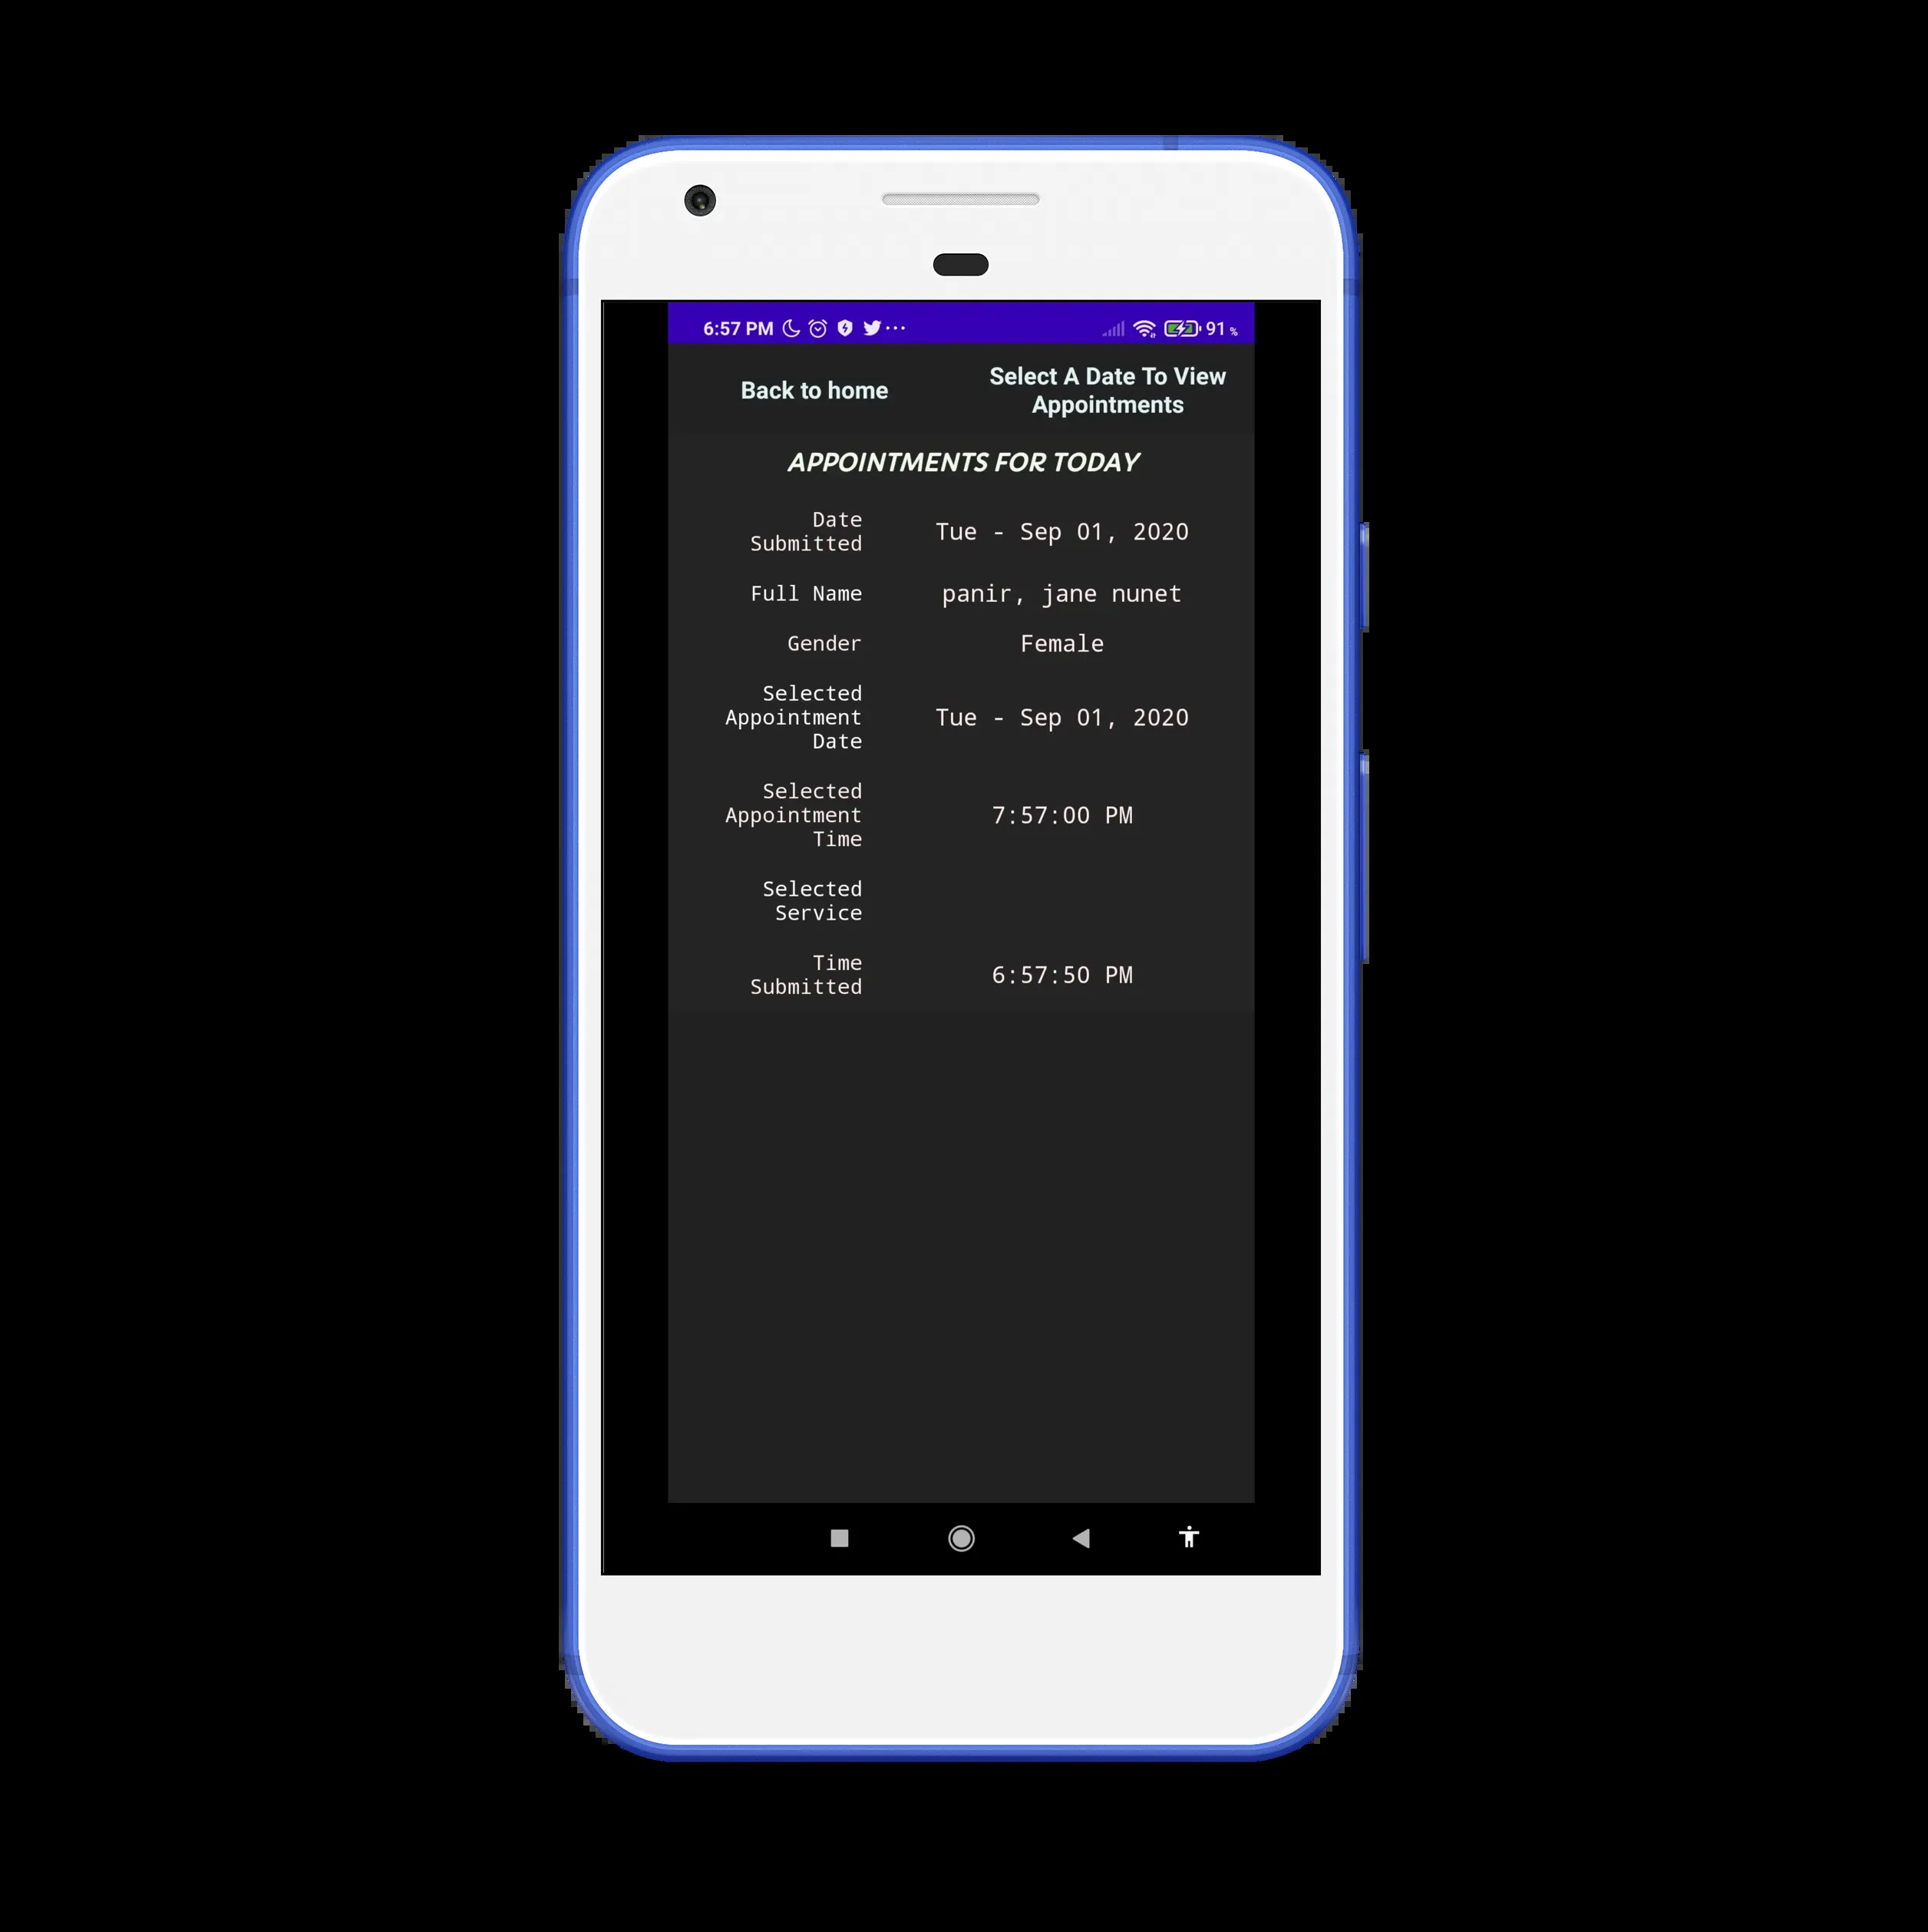 6:57 PM 91 %
Back to home
Select A Date To View
Appointments
APPOINTMENTS FOR TODAY
Date
Submitted
Tue - Sep 01, 2020
Full Name
panir, jane nunet
Gender
Female
Selected
Appointment
Date
Tue - Sep 01, 2020
Selected
Appointment
Time
7:57:00 PM
Selected
Service
Time
Submitted
6:57:50 PM